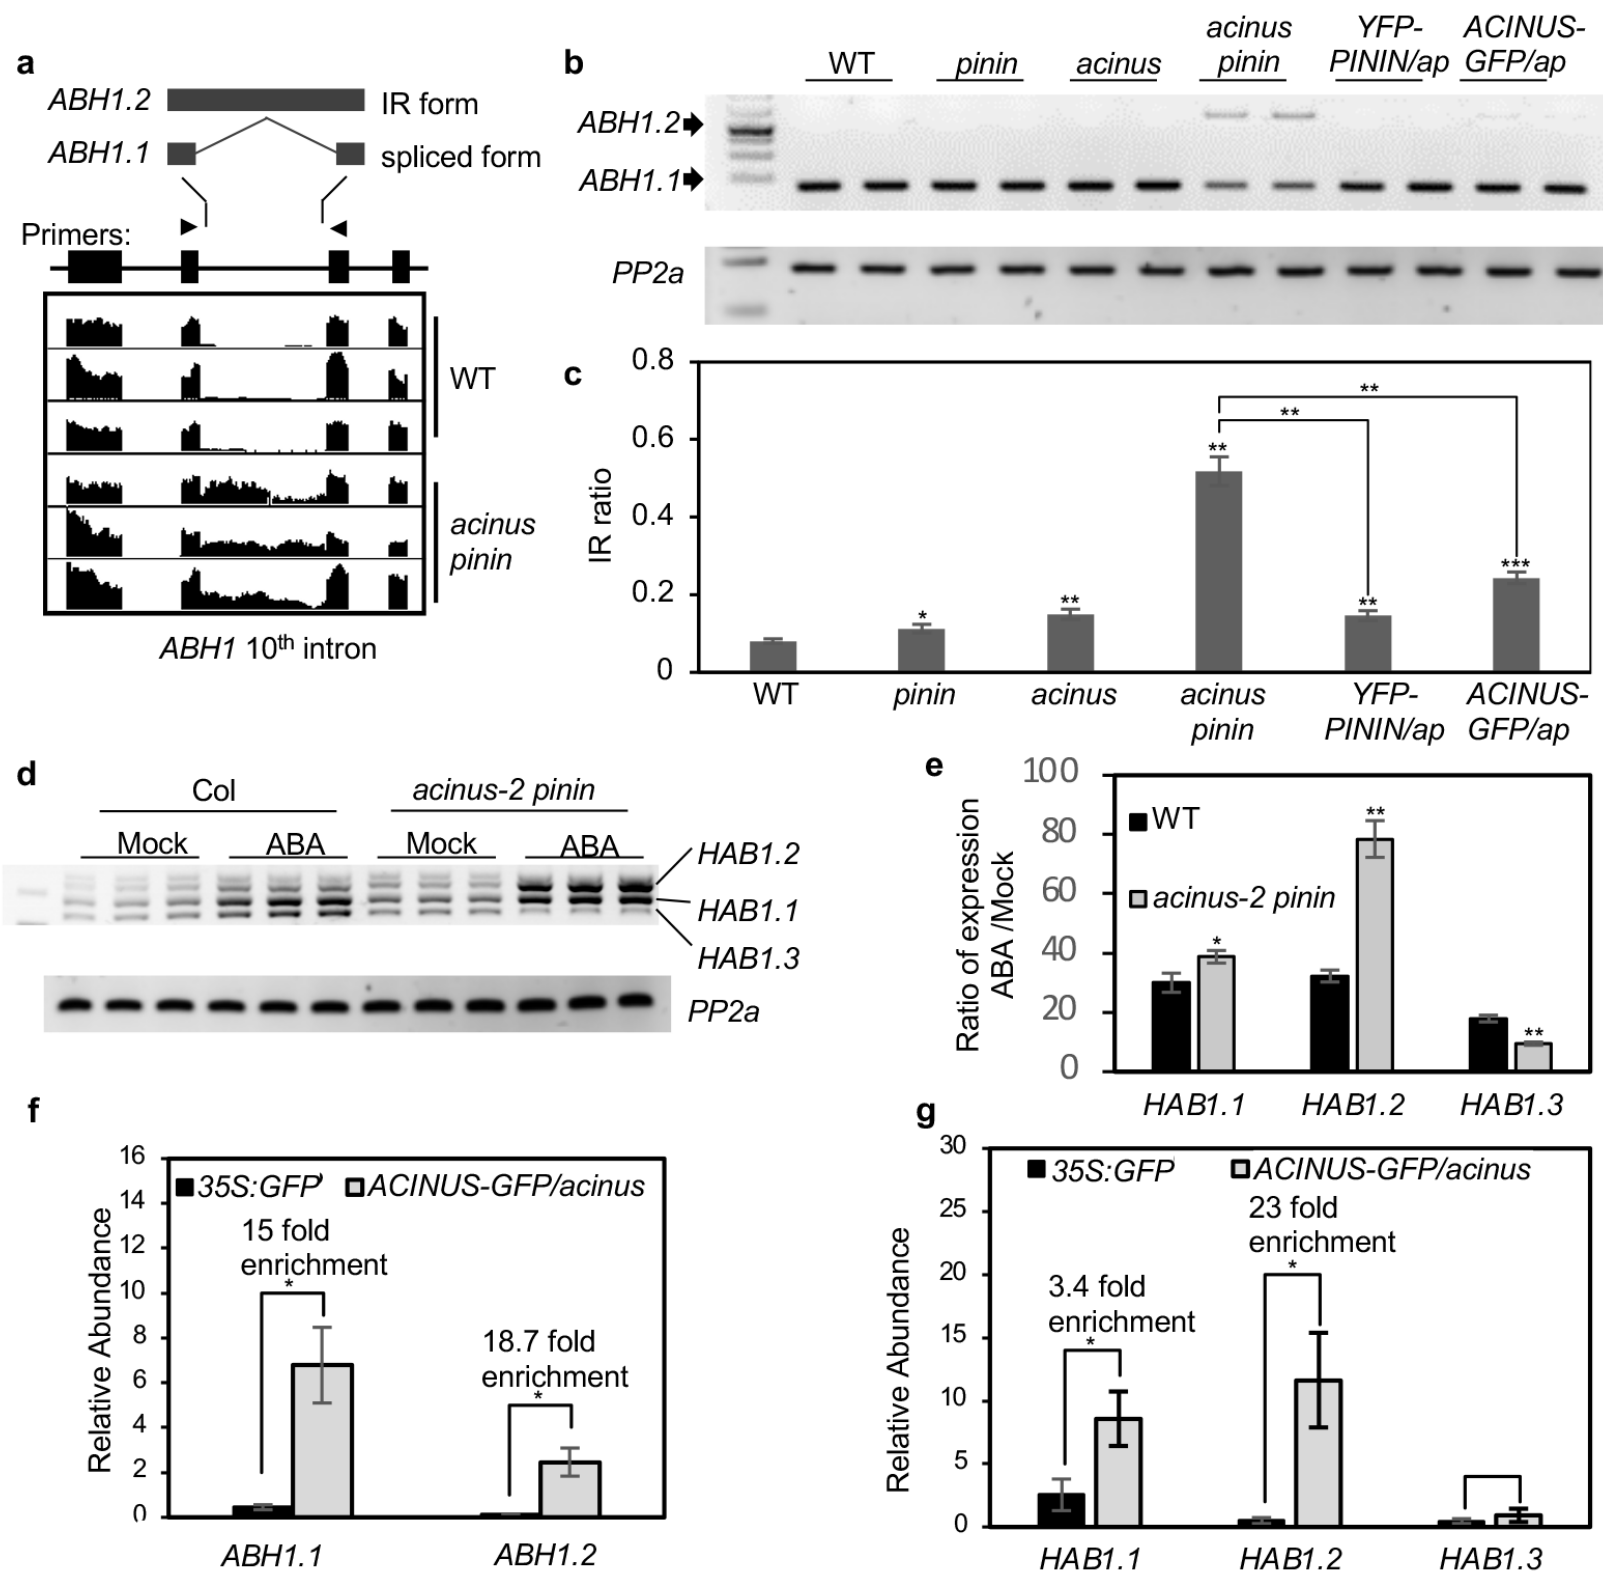 a
ABH1.2
IR form
ABH1.1
spliced form
Primers:
WT
acinus
pinin
ABH1 10th intron
b
WT
pinin
acinus
acinus
pinin
YFP-
PININ/ap
ACINUS-
GFP/ap
ABH1.2
ABH1.1
PP2a
c
IR ratio
0.8
0.6
0.4
0.2
0
*
**
**
**
***
**
**
WT
pinin
acinus
acinus
pinin
YFP-
PININ/ap
ACINUS-
GFP/ap
d
Col
acinus-2 pinin
Mock
ABA
Mock
ABA
HAB1.2
HAB1.1
HAB1.3
PP2a
e
Ratio of expression
ABA /Mock
100
80
60
40
20
0
WT
acinus-2 pinin
*
**
**
HAB1.1
HAB1.2
HAB1.3
f
Relative Abundance
16
14
12
10
8
6
4
2
0
35S:GFP
ACINUS-GFP/acinus
15 fold
enrichment
*
18.7 fold
enrichment
*
ABH1.1
ABH1.2
g
Relative Abundance
30
25
20
15
10
5
0
35S:GFP
ACINUS-GFP/acinus
3.4 fold
enrichment
*
23 fold
enrichment
*
HAB1.1
HAB1.2
HAB1.3